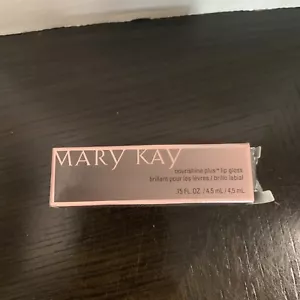 MARY KAY
nourishine plus™ lip gloss
brillant pour les lèvres / brillo labial
.15 FL. OZ. / 4.5 mL / 4,5 mL